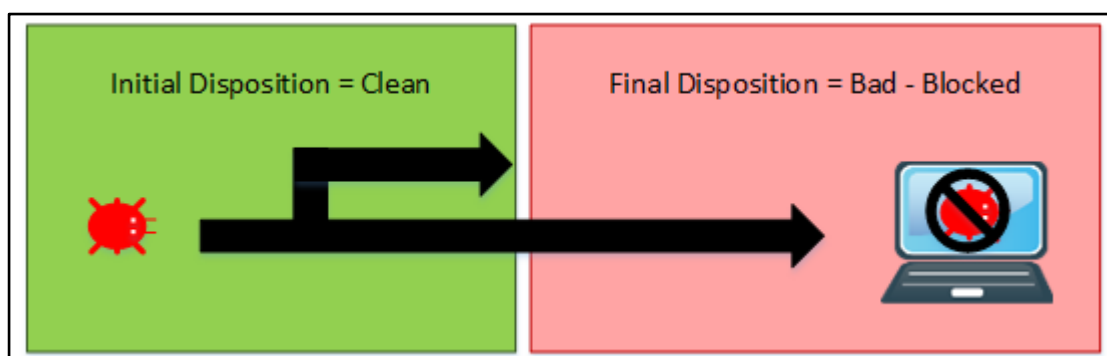 Initial Disposition = Clean
Final Disposition = Bad - Blocked